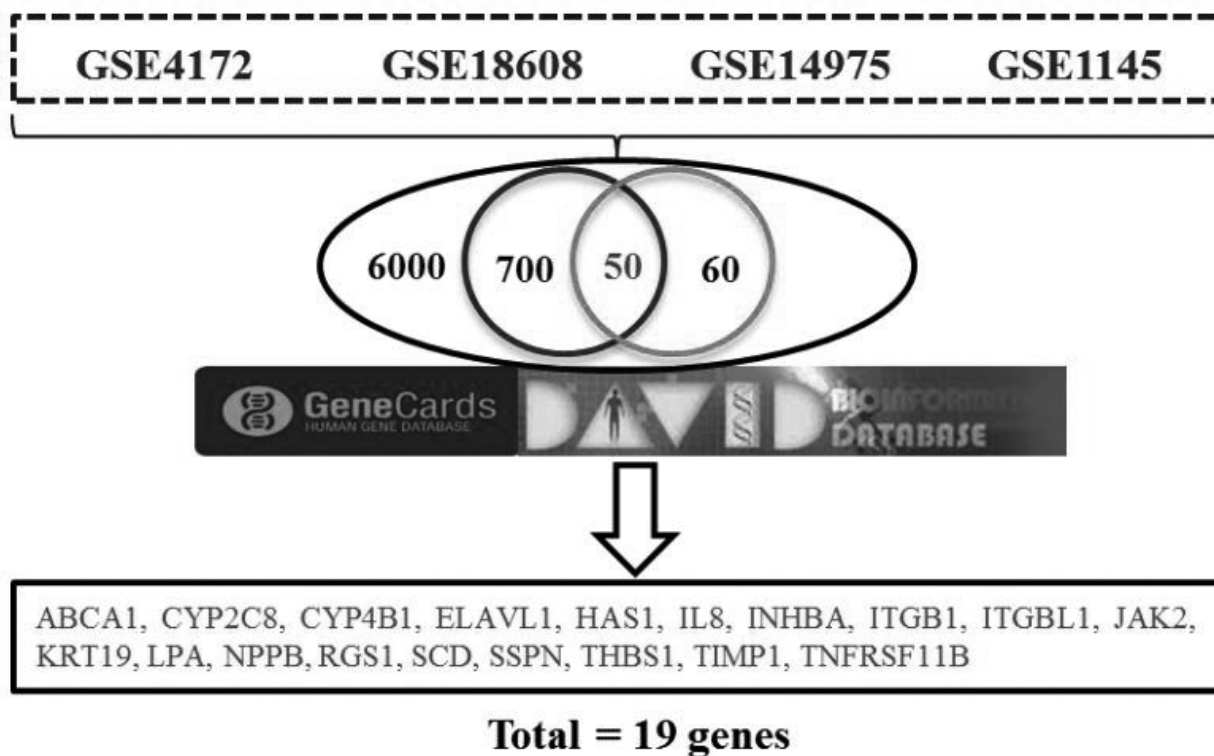 GSE4172 GSE18608 GSE14975 GSE1145
6000 700 50 60
GeneCards
HUMAN GENE DATABASE
DAVID
DATABASE
ABCA1, CYP2C8, CYP4B1, ELAVL1, HAS1, IL8, INHBA, ITGB1, ITGBL1, JAK2,
KRT19, LPA, NPPB, RGS1, SCD, SSPN, THBS1, TIMP1, TNFRSF11B
Total = 19 genes